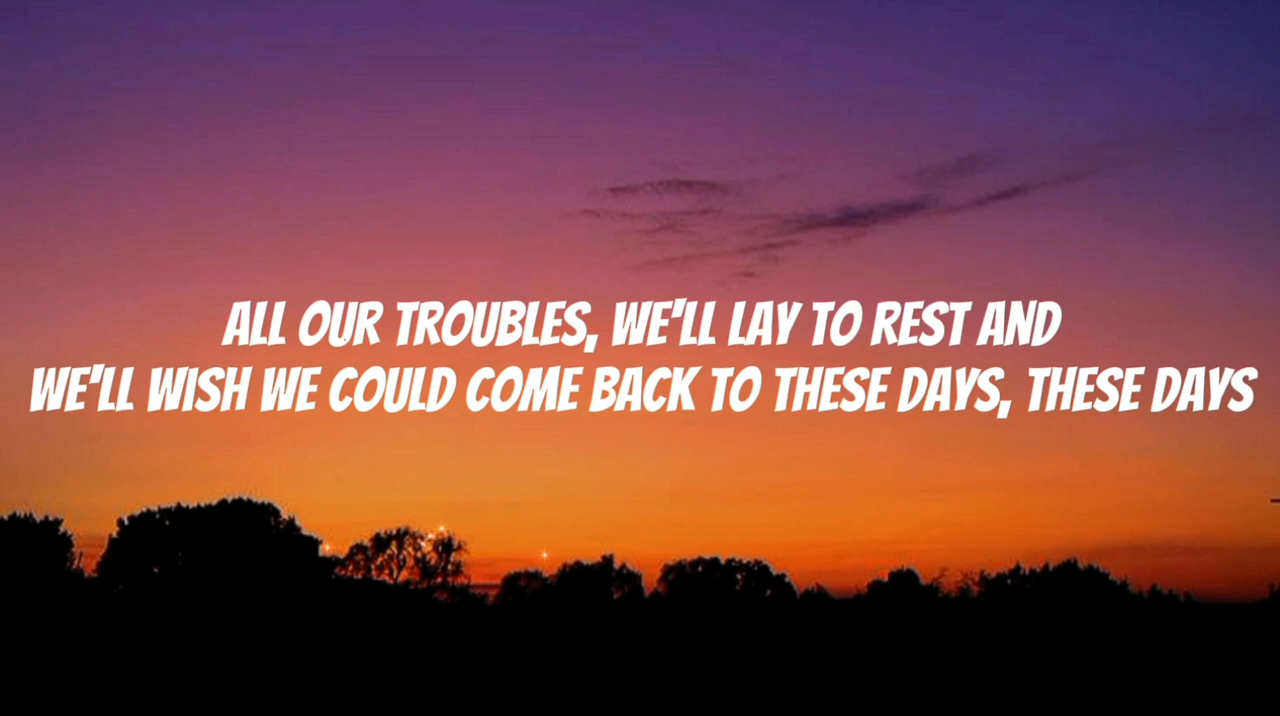 ALL OUR TROUBLES, WE'LL LAY TO REST AND
WE'LL WISH WE COULD COME BACK TO THESE DAYS, THESE DAYS